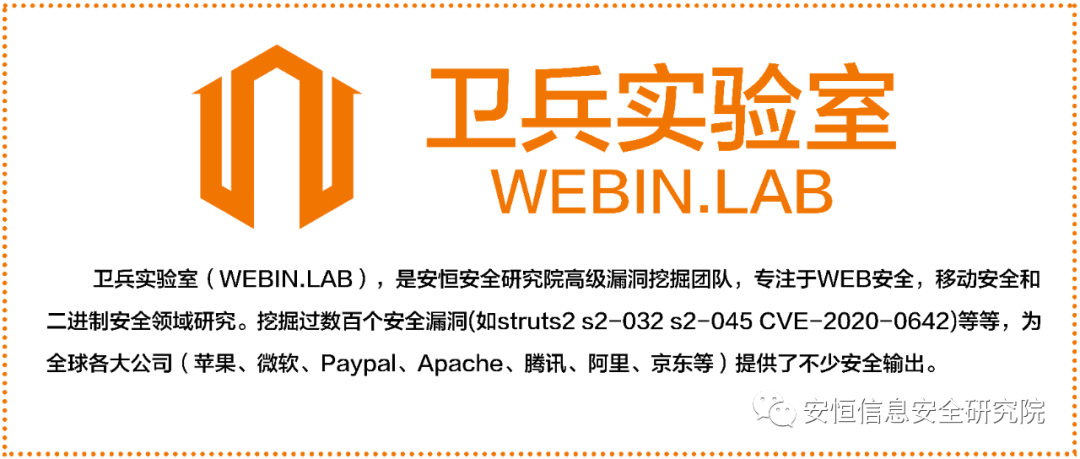 卫兵实验室
WEBIN.LAB
卫兵实验室（WEBIN.LAB），是安恒安全研究院高级漏洞挖掘团队，专注于WEB安全，移动安全和
二进制安全领域研究。挖掘过数百个安全漏洞(如struts2 s2-032 s2-045 CVE-2020-0642)等等，为
全球各大公司（苹果、微软、Paypal、Apache、腾讯、阿里、京东等）提供了不少安全输出。
安恒信息安全研究院